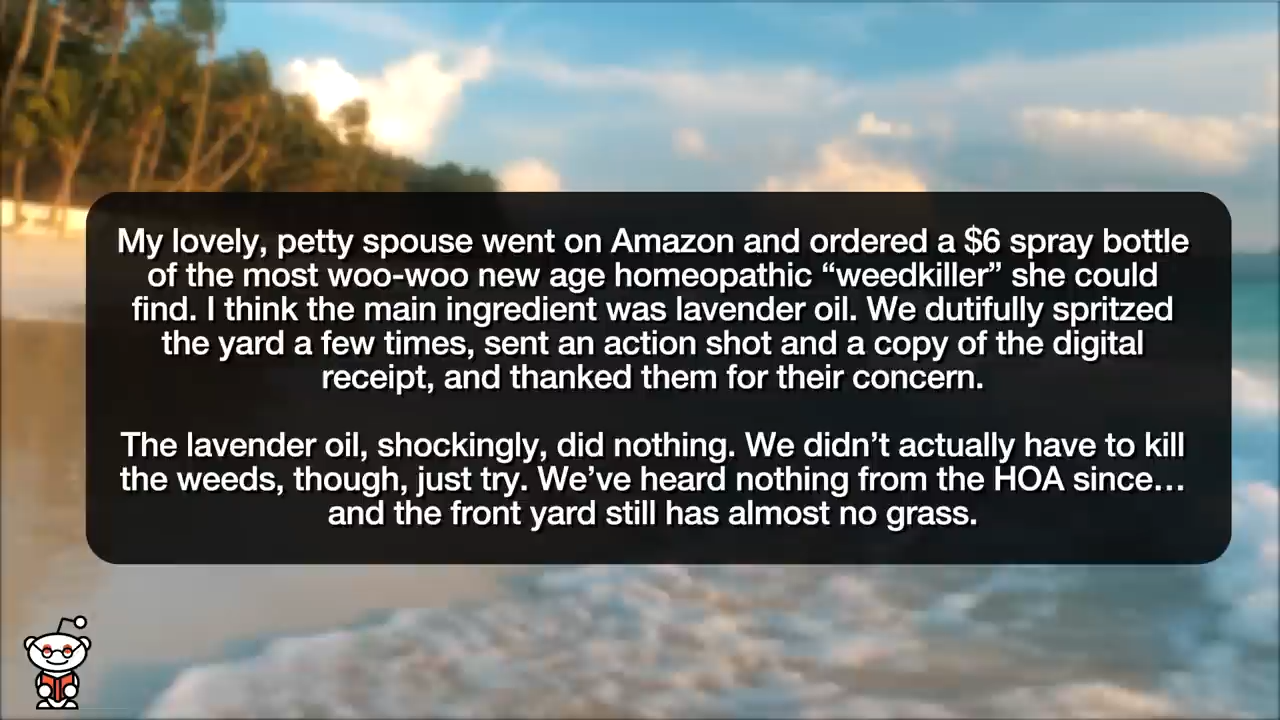 My lovely, petty spouse went on Amazon and ordered a $6 spray bottle
of the most woo-woo new age homeopathic “weedkiller” she could
find. I think the main ingredient was lavender oil. We dutifully spritzed
the yard a few times, sent an action shot and a copy of the digital
receipt, and thanked them for their concern.
The lavender oil, shockingly, did nothing. We didn’t actually have to kill
the weeds, though, just try. We’ve heard nothing from the HOA since…
and the front yard still has almost no grass.